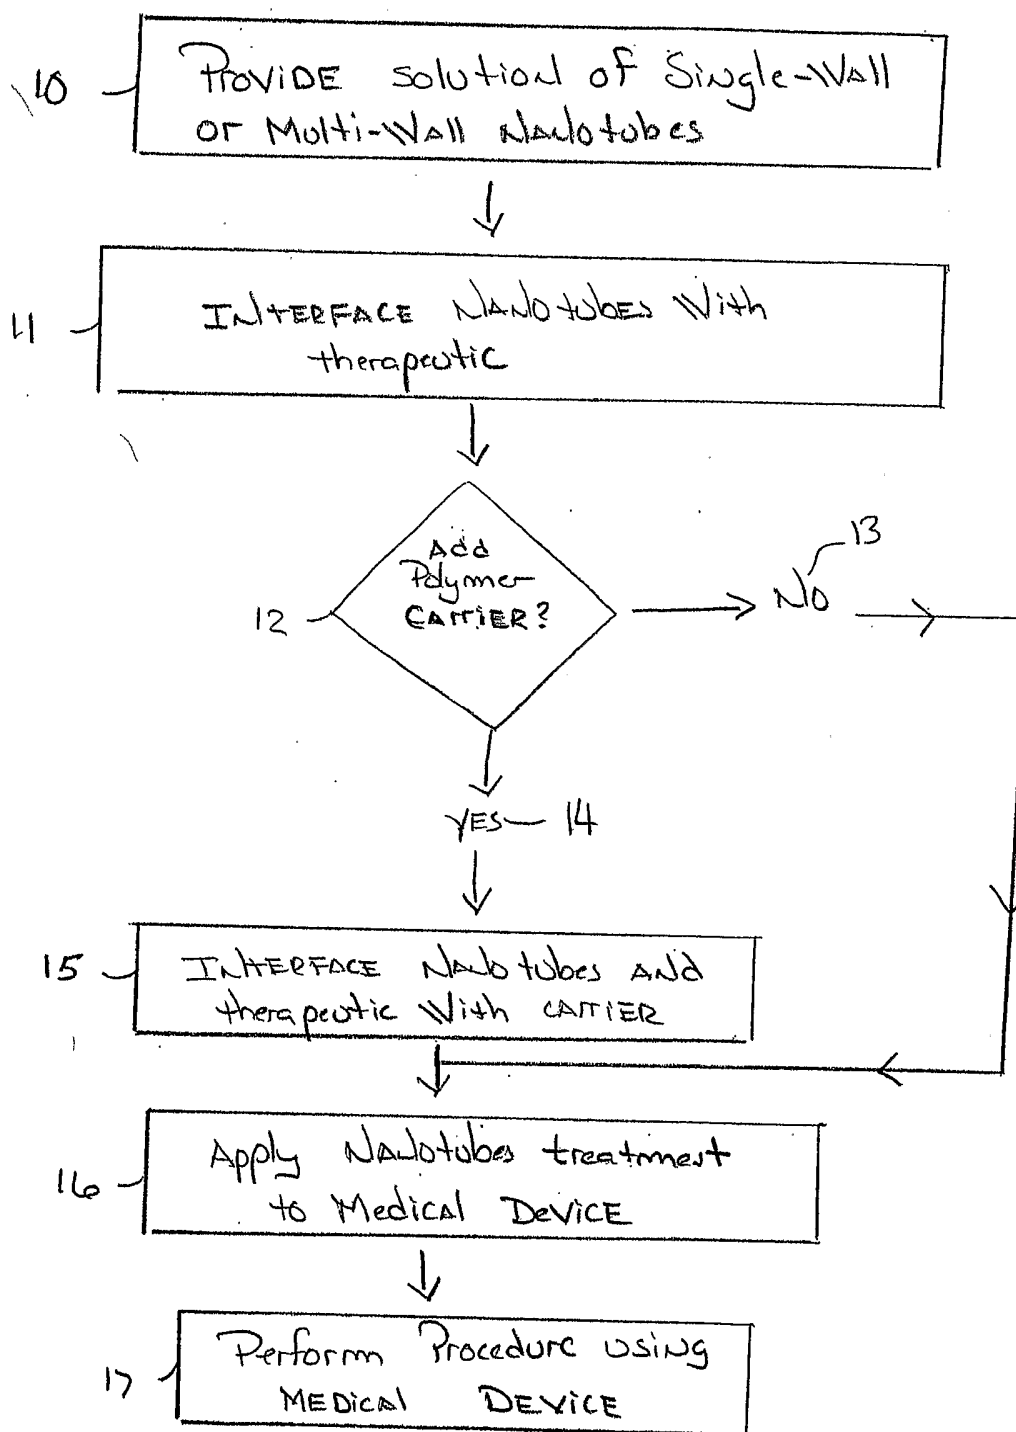 10
PROVIDE solution of Single-Wall
or Multi-Wall Nanotubes
11
INTERFACE NANOtubES With
therapeutic
Add
Polymer
CARRiER?
12
13
NO
YES
14
15
INTERFACE NANOtubes ANd
therapeutic With CARRIER
16
Apply NANotubes treatment
to Medical DEVICE
17
Perform Procedure usiNg
MEDical DEViCE